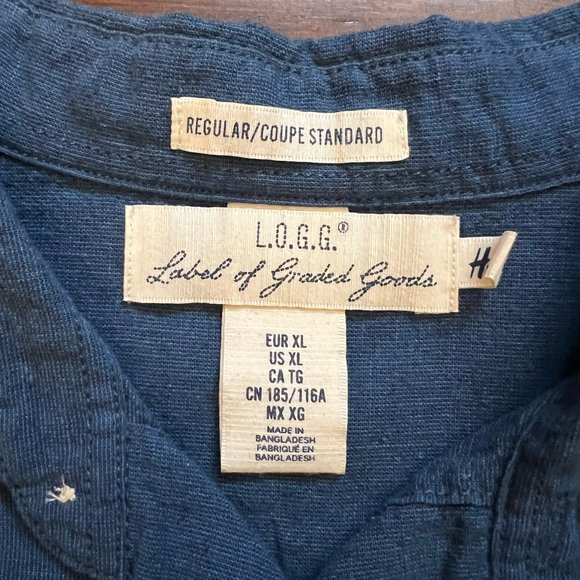 REGULAR/COUPE STANDARD
L.O.G.G.®
Label of Graded Goods
H
EUR XL
US XL
CA TG
CN 185/116A
MX XG
MADE IN
BANGLADESH
FABRIQUÉ EN
BANGLADESH